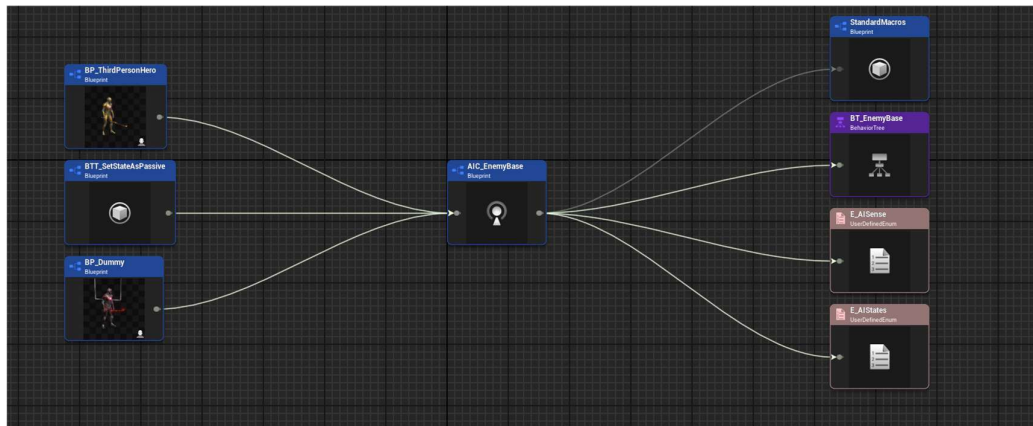 BP_ThirdPersonHero
Blueprint
BTT_SetStateAsPassive
Blueprint
BP_Dummy
Blueprint
AIC_EnemyBase
Blueprint
StandardMacros
Blueprint
BT_EnemyBase
BehaviorTree
E_AISense
UserDefinedEnum
E_AIStates
UserDefinedEnum